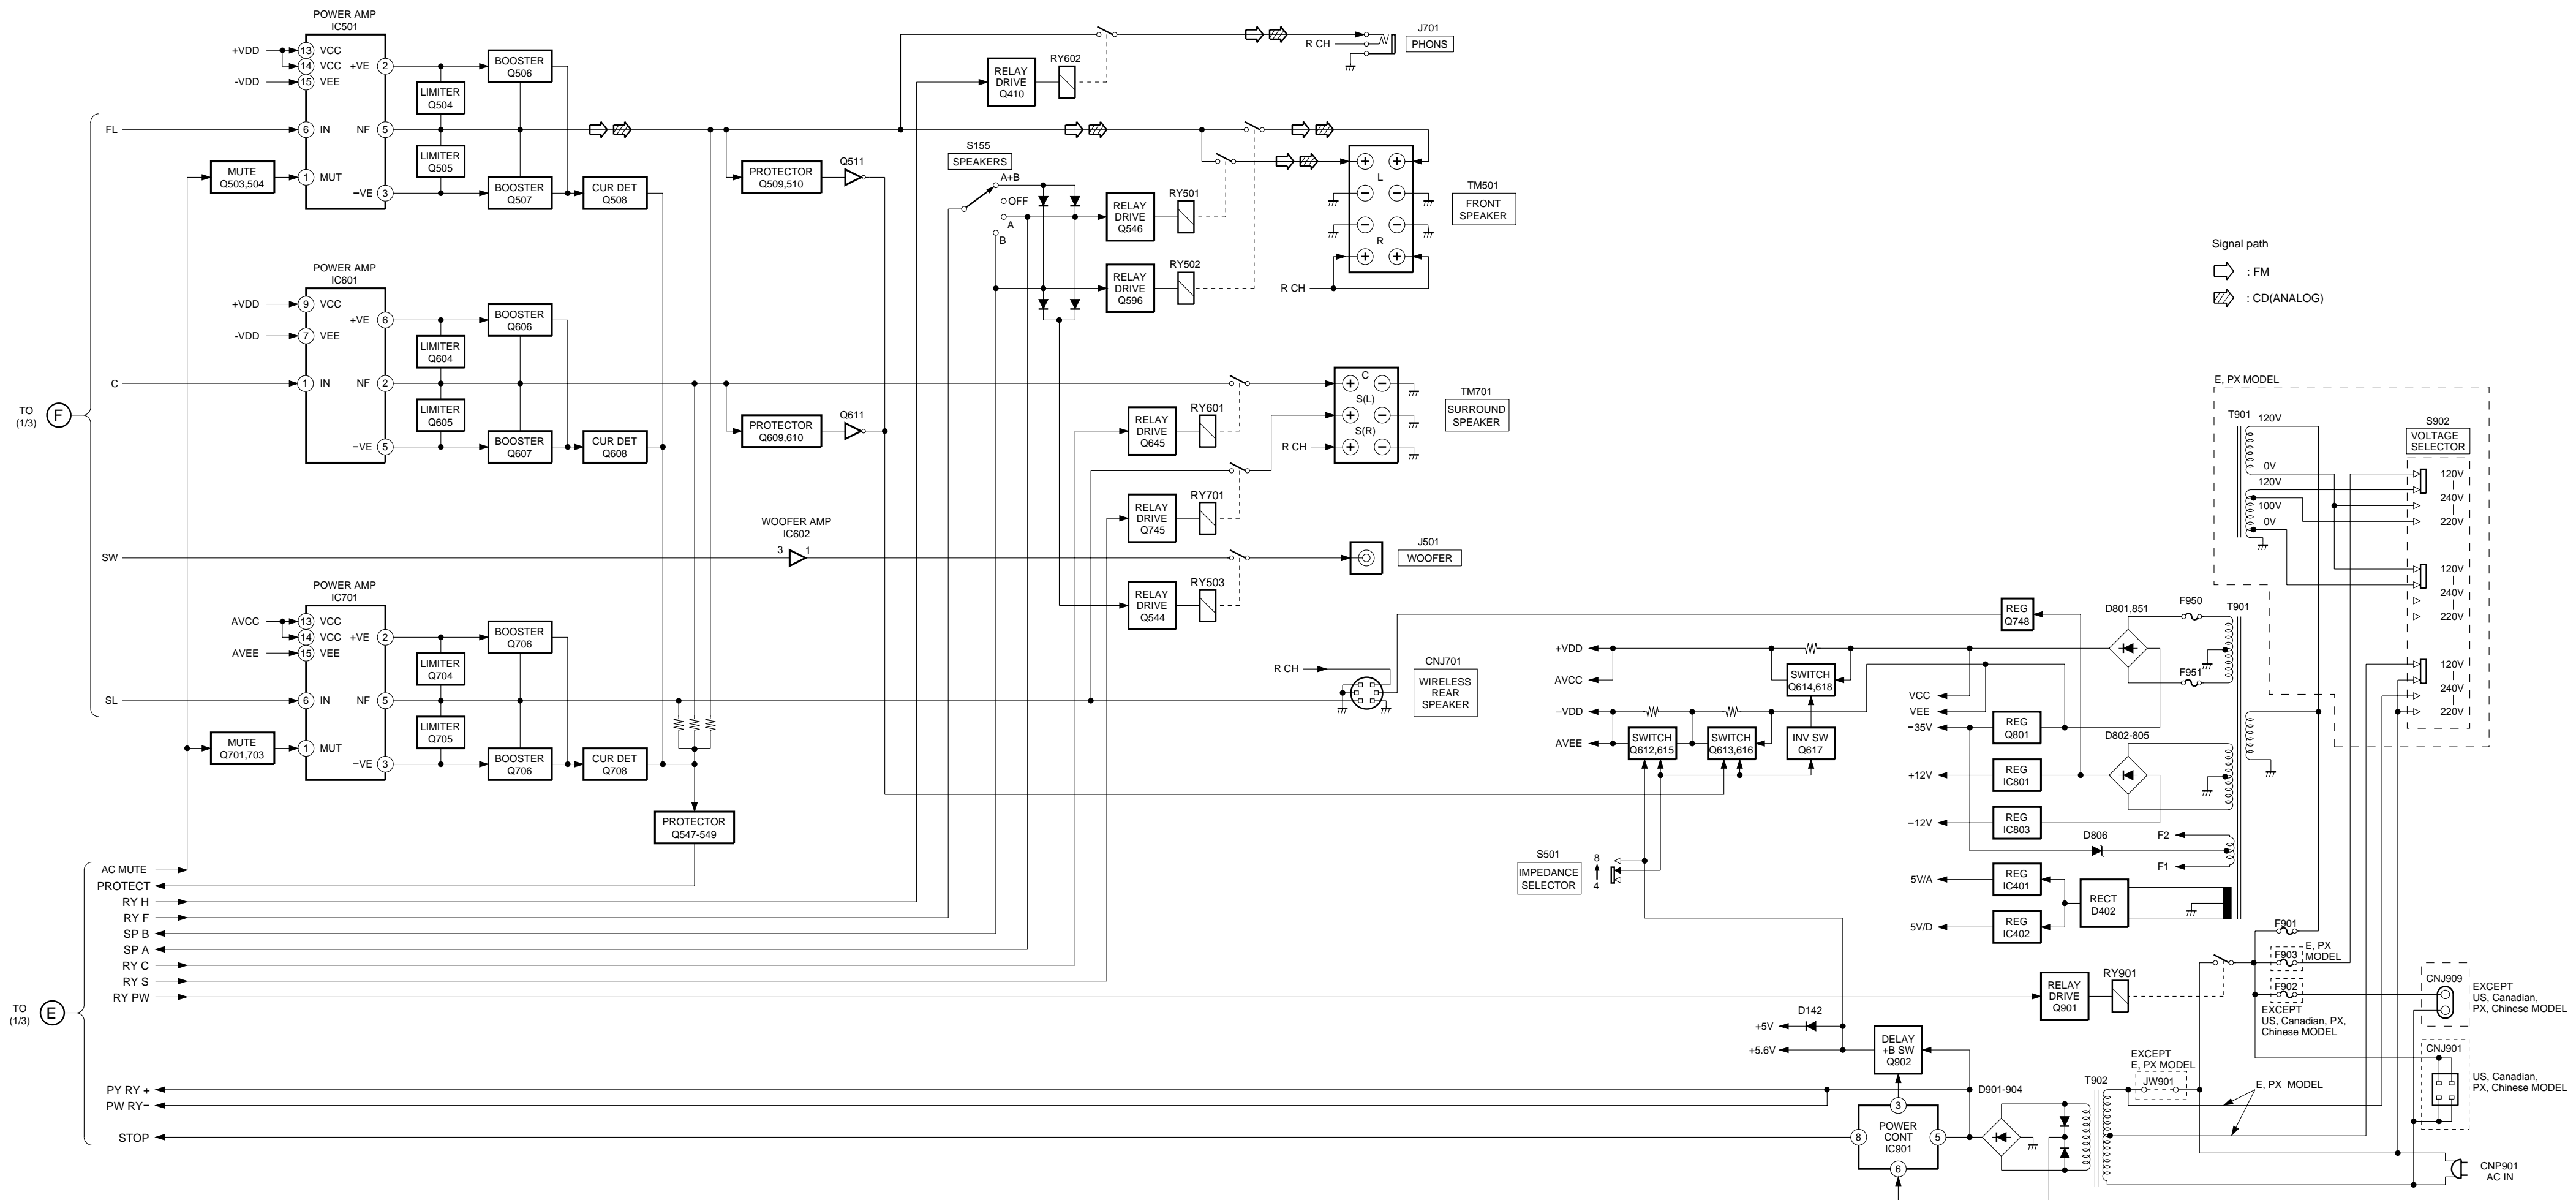 POWER AMP
IC501
+VDD
13
VCC
14
VCC
+VE
2
-VDD
15
VEE
FL
6
IN
NF
5
MUTE
Q503,504
1
MUT
−VE
3
LIMITER
Q504
LIMITER
Q505
BOOSTER
Q506
BOOSTER
Q507
CUR DET
Q508
PROTECTOR
Q509,510
Q511
RELAY
DRIVE
Q410
RY602
R CH
J701
PHONS
S155
SPEAKERS
A+B
OFF
A
B
RELAY
DRIVE
Q546
RY501
RELAY
DRIVE
Q596
RY502
L
R
R CH
TM501
FRONT
SPEAKER
Signal path
: FM
: CD(ANALOG)
POWER AMP
IC601
+VDD
9
VCC
+VE
6
-VDD
7
VEE
C
1
IN
NF
2
−VE
5
LIMITER
Q604
LIMITER
Q605
BOOSTER
Q606
BOOSTER
Q607
CUR DET
Q608
PROTECTOR
Q609,610
Q611
RELAY
DRIVE
Q645
RY601
RELAY
DRIVE
Q745
RY701
C
S(L)
S(R)
R CH
TM701
SURROUND
SPEAKER
TO
(1/3)
F
SW
WOOFER AMP
IC602
3
1
J501
WOOFER
RELAY
DRIVE
Q544
RY503
POWER AMP
IC701
AVCC
13
VCC
14
VCC
+VE
2
AVEE
15
VEE
SL
6
IN
NF
5
MUTE
Q701,703
1
MUT
−VE
3
LIMITER
Q704
LIMITER
Q705
BOOSTER
Q706
BOOSTER
Q706
CUR DET
Q708
PROTECTOR
Q547-549
R CH
CNJ701
WIRELESS
REAR
SPEAKER
+VDD
AVCC
−VDD
AVEE
SWITCH
Q614,618
SWITCH
Q612,615
SWITCH
Q613,616
INV SW
Q617
S501
IMPEDANCE
SELECTOR
8
4
REG
Q748
VCC
VEE
−35V
REG
Q801
+12V
REG
IC801
−12V
REG
IC803
5V/A
REG
IC401
5V/D
REG
IC402
RECT
D402
D801,851
D802-805
D806
F950
F951
T901
F2
F1
E, PX MODEL
T901
120V
0V
120V
100V
0V
S902
VOLTAGE
SELECTOR
120V
240V
220V
120V
240V
220V
120V
240V
220V
F901
F903
E, PX
MODEL
F902
EXCEPT
US, Canadian, PX,
Chinese MODEL
CNJ909
EXCEPT
US, Canadian,
PX, Chinese MODEL
CNJ901
US, Canadian,
PX, Chinese MODEL
RELAY
DRIVE
Q901
RY901
TO
(1/3)
E
AC MUTE
PROTECT
RY H
RY F
SP B
SP A
RY C
RY S
RY PW
PY RY +
PW RY−
STOP
D142
+5V
+5.6V
DELAY
+B SW
Q902
3
8
POWER
CONT
IC901
5
6
D901-904
T902
EXCEPT
E, PX MODEL
JW901
E, PX MODEL
CNP901
AC IN